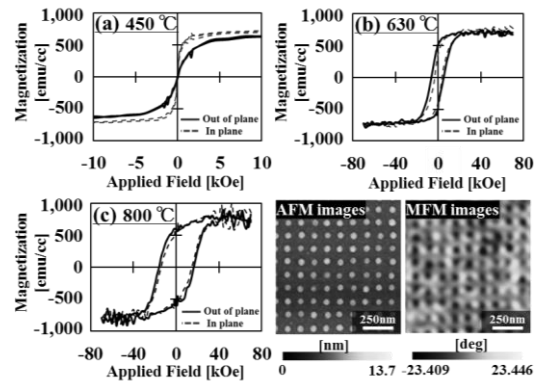 (a) 450 ℃
Magnetization
[emu/cc]
1,000
500
0
-500
-1,000
Out of plane
In plane
-10
-5
0
5
10
Applied Field [kOe]
(b) 630 ℃
Magnetization
[emu/cc]
1,000
500
0
-500
-1,000
Out of plane
In plane
-80
-40
0
40
80
Applied Field [kOe]
(c) 800 ℃
Magnetization
[emu/cc]
1,000
500
0
-500
-1,000
Out of plane
In plane
-80
-40
0
40
80
Applied Field [kOe]
AFM images
250nm
[nm]
0
13.7
MFM images
250nm
[deg]
-23.409
23.446